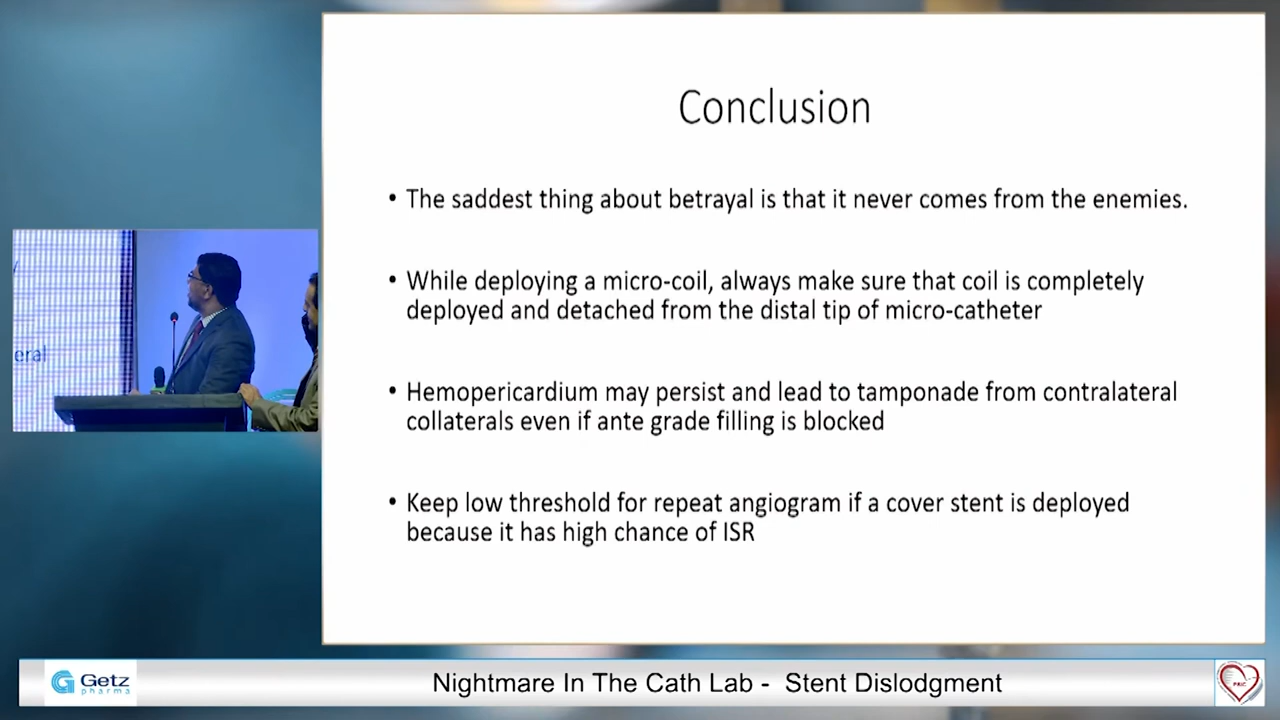 Conclusion
• The saddest thing about betrayal is that it never comes from the enemies.
• While deploying a micro-coil, always make sure that coil is completely
deployed and detached from the distal tip of micro-catheter
• Hemopericardium may persist and lead to tamponade from contralateral
collaterals even if ante grade filling is blocked
• Keep low threshold for repeat angiogram if a cover stent is deployed
because it has high chance of ISR
eral
Getz
pharma
Nightmare In The Cath Lab - Stent Dislodgment